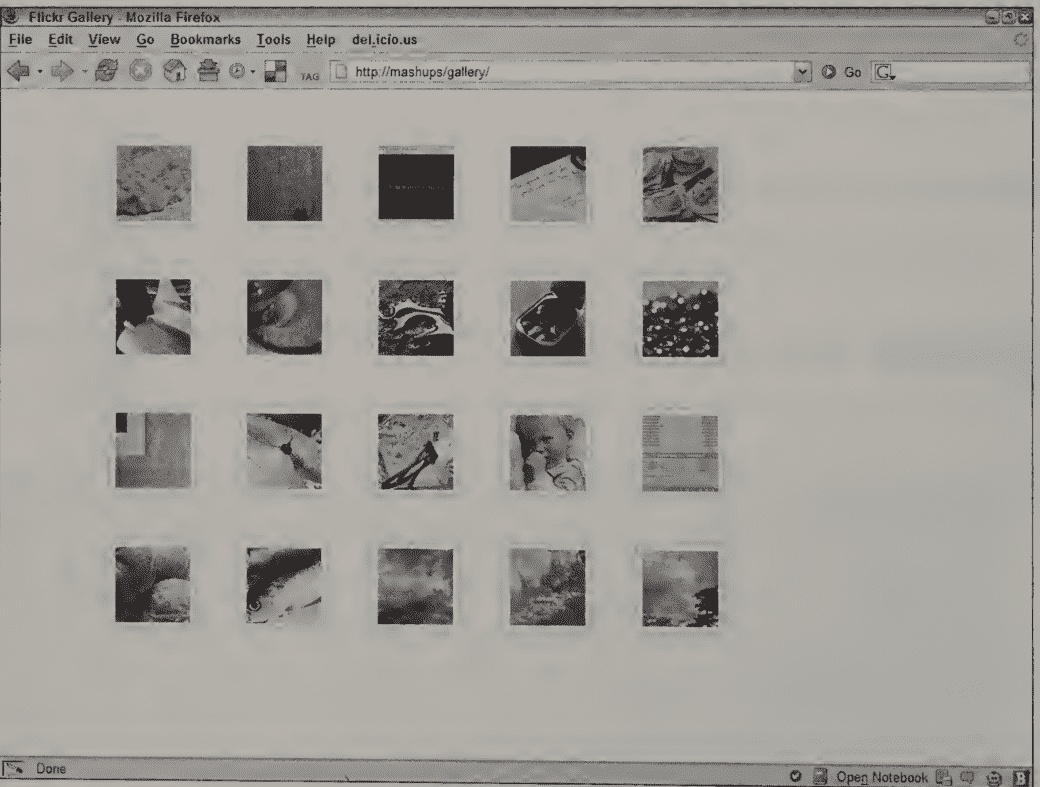 Flickr Gallery - Mozilla Firefox
File Edit View Go Bookmarks Tools Help del.icio.us
TAG http://mashups/gallery/ Go G
Done
Open Notebook